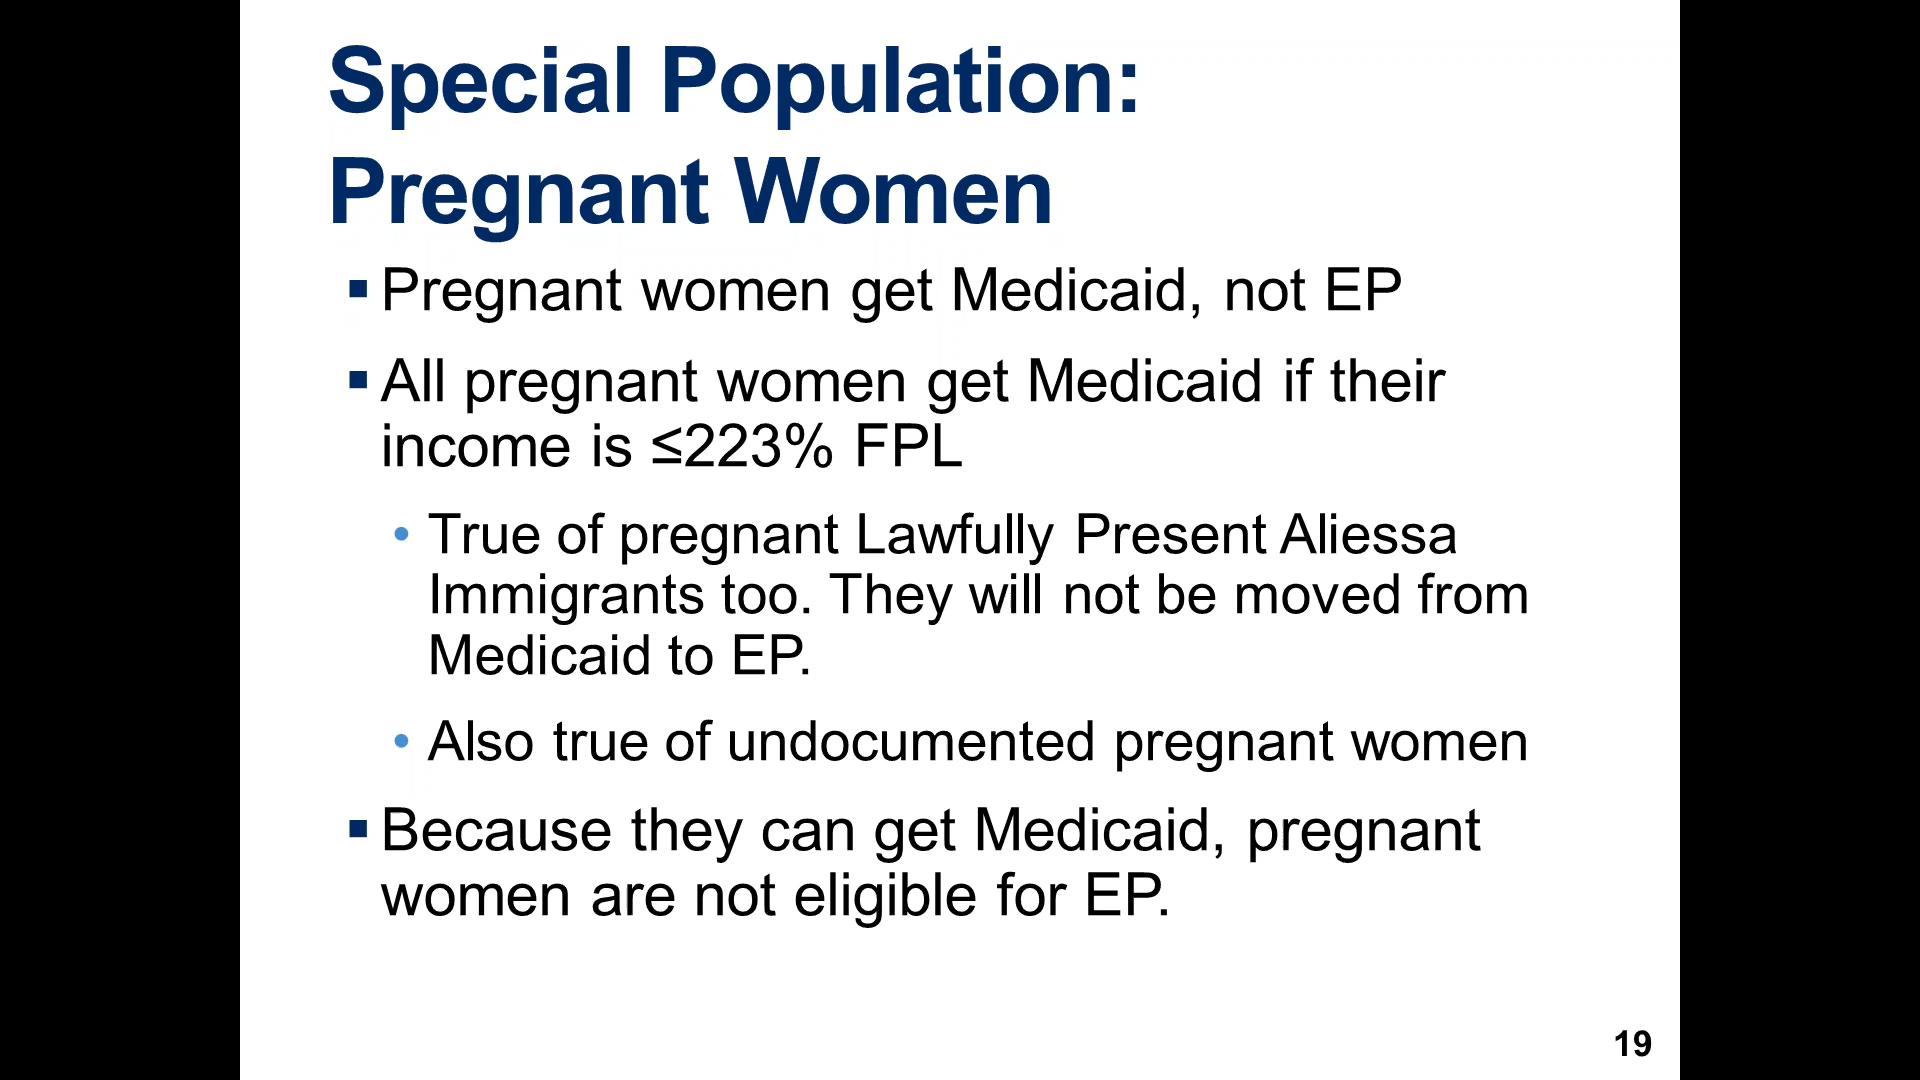 Special Population:
Pregnant Women
▪ Pregnant women get Medicaid, not EP
▪ All pregnant women get Medicaid if their
income is ≤223% FPL
• True of pregnant Lawfully Present Aliessa
Immigrants too. They will not be moved from
Medicaid to EP.
• Also true of undocumented pregnant women
▪ Because they can get Medicaid, pregnant
women are not eligible for EP.
19